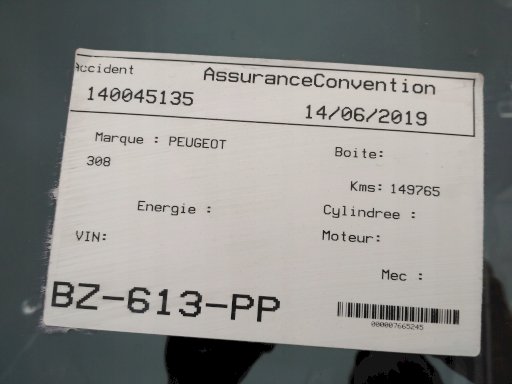 Accident AssuranceConvention
140045135 14/06/2019
Marque : PEUGEOT Boite:
308
Kms: 149765
Energie : Cylindree :
VIN: Moteur:
Mec :
BZ-613-PP
000007665245